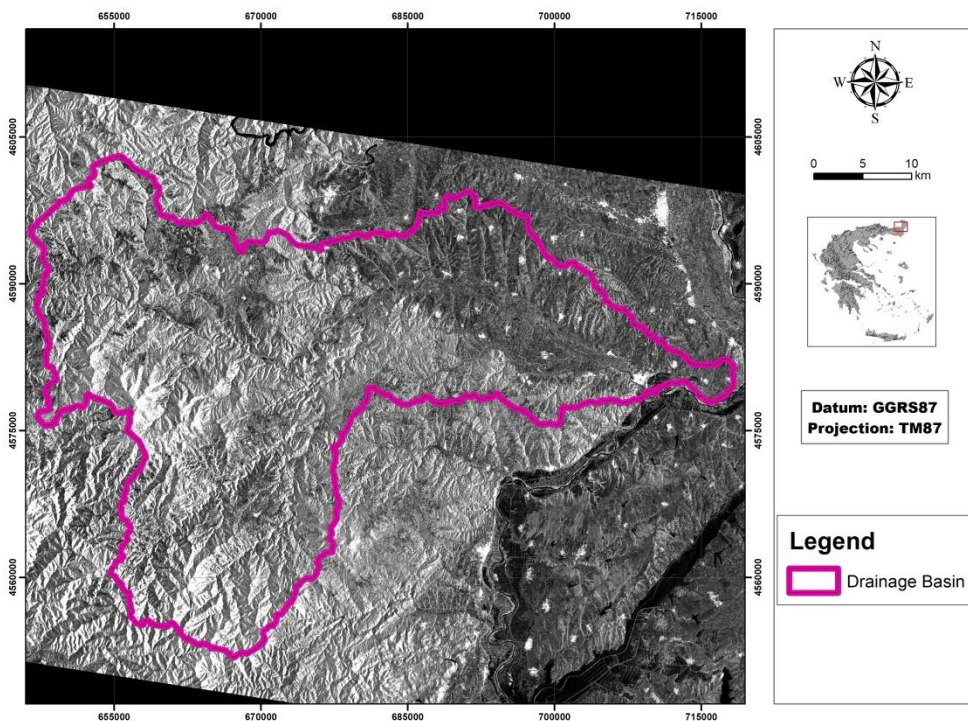 655000 670000 685000 700000 715000
4605000 4605000
4590000 4590000
4575000 4575000
4560000 4560000
655000 670000 685000 700000 715000
N
W E
S
0 5 10
km
Datum: GGRS87
Projection: TM87
Legend
Drainage Basin